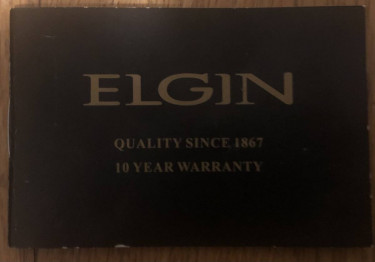 ELGIN
QUALITY SINCE 1867
10 YEAR WARRANTY